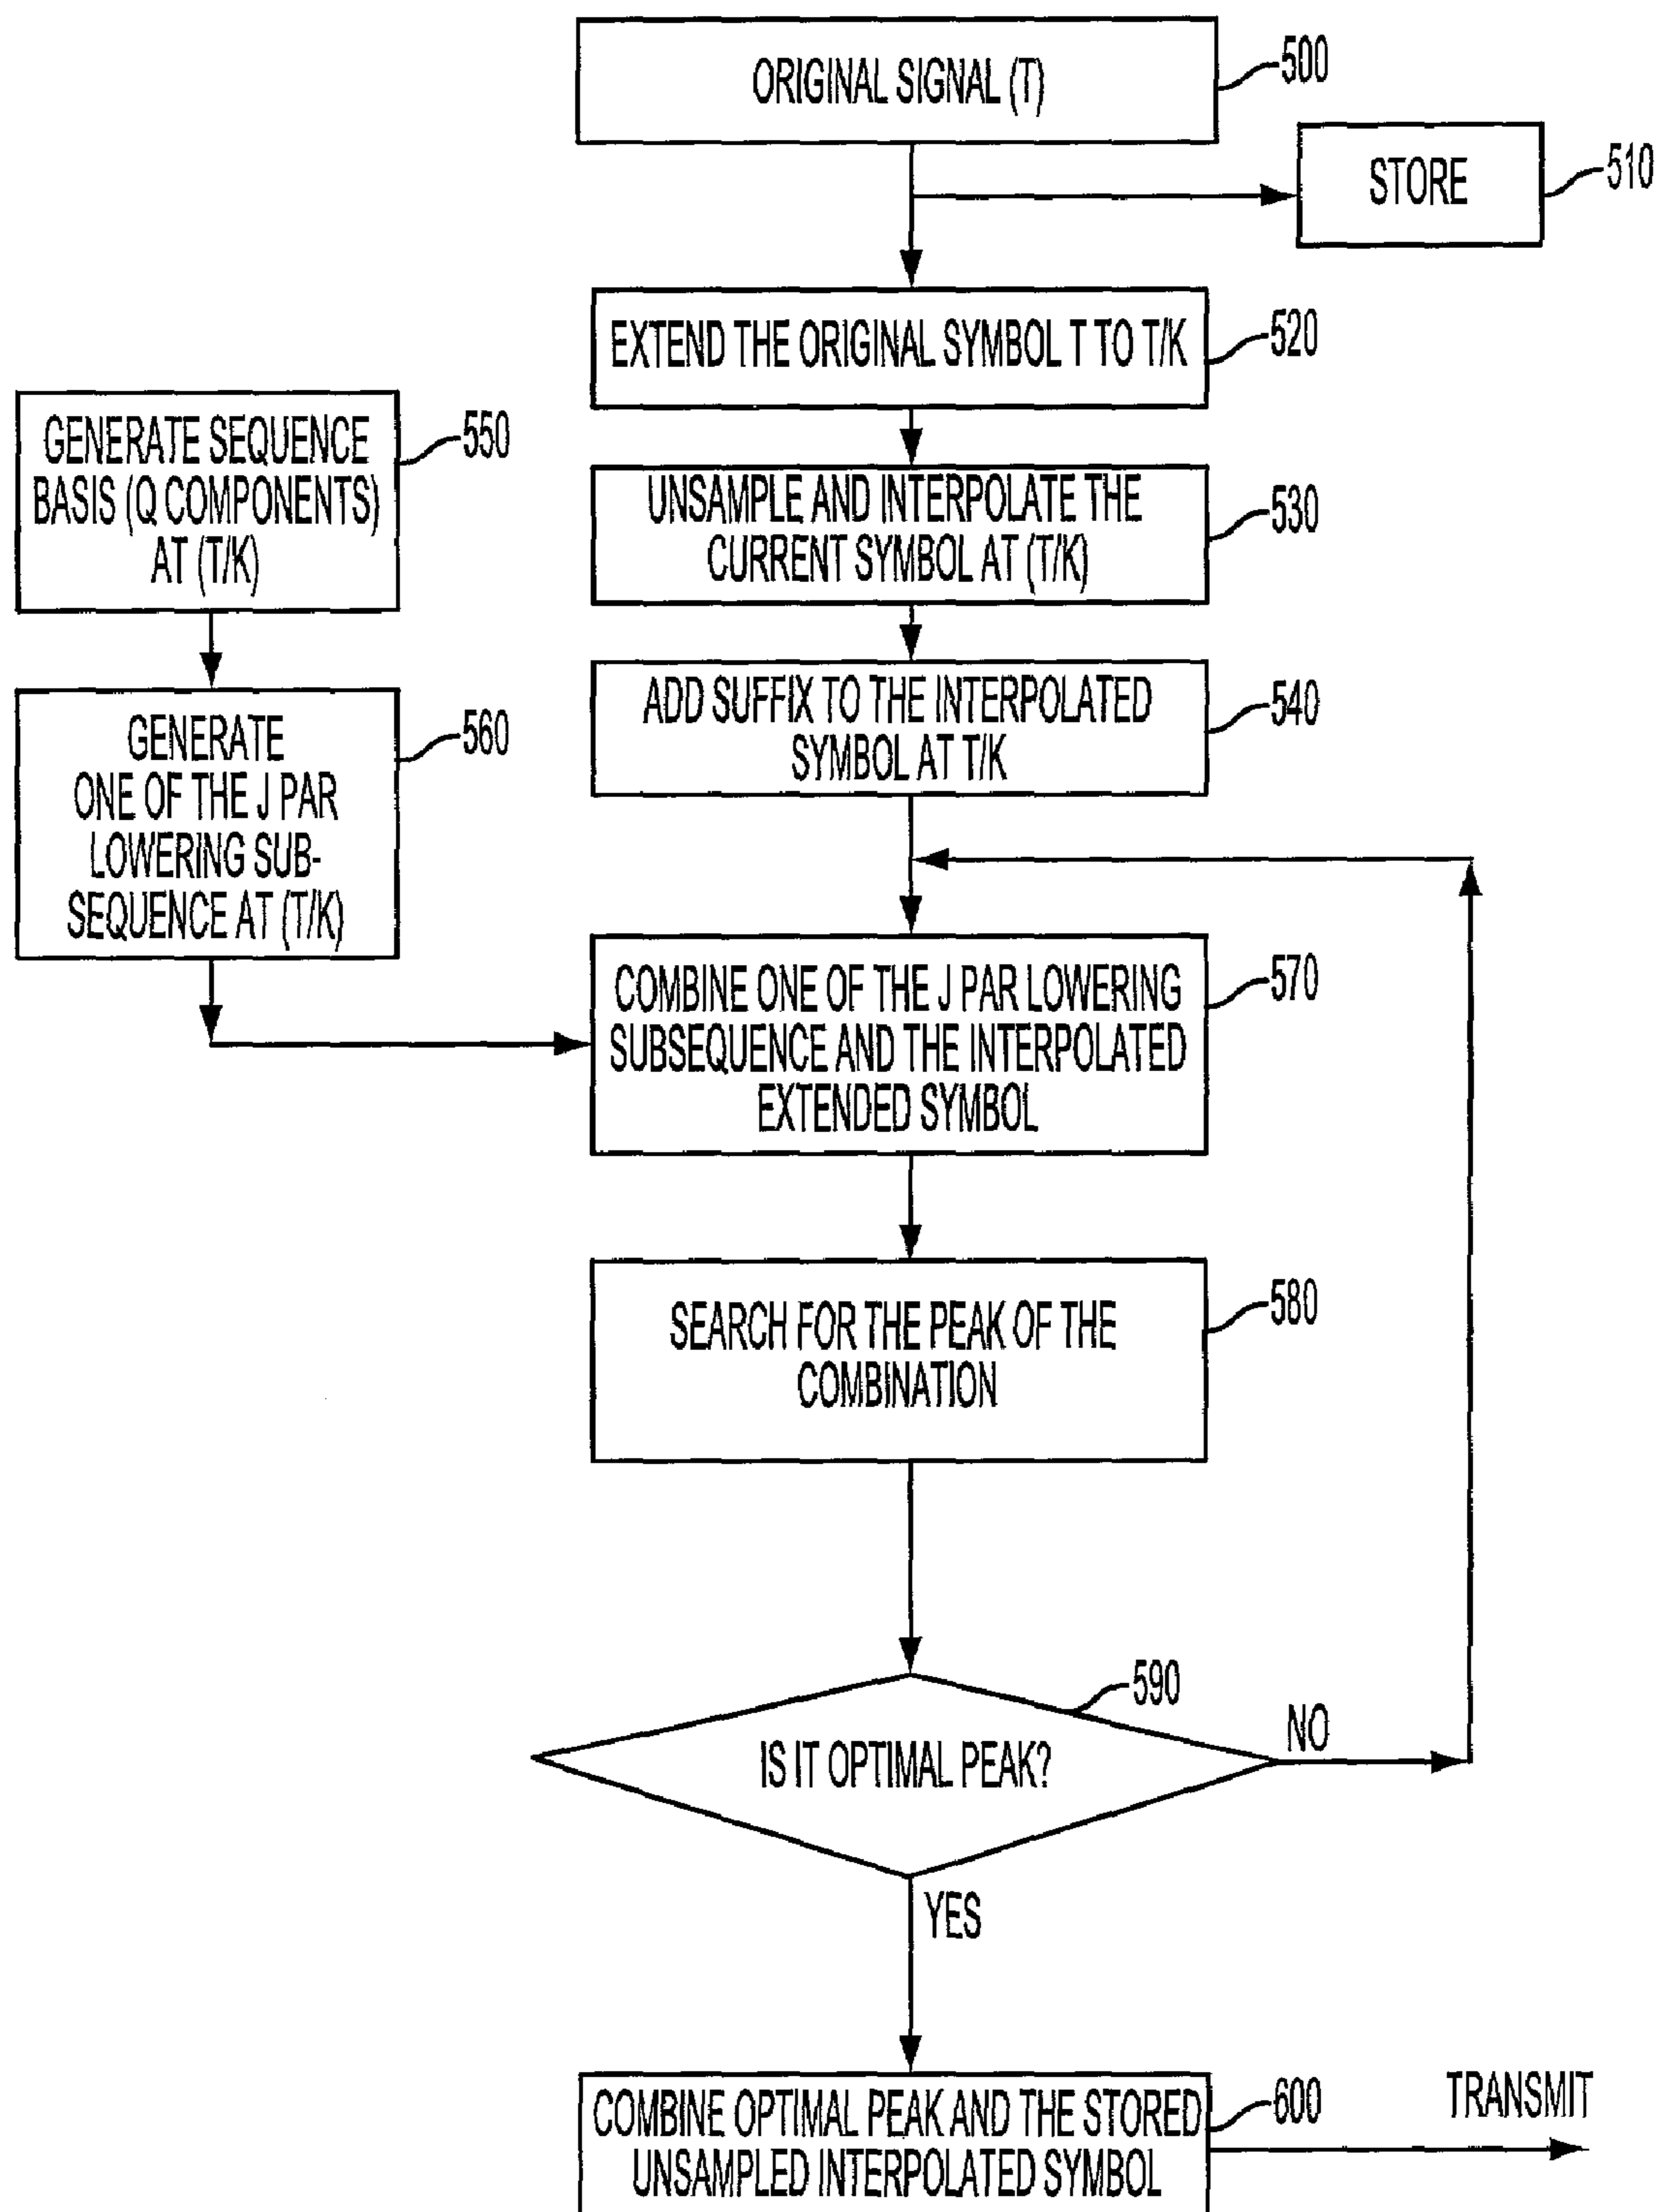 ORIGINAL SIGNAL (T)
500
STORE
510
EXTEND THE ORIGINAL SYMBOL T TO T/K
520
GENERATE SEQUENCE
BASIS (Q COMPONENTS)
AT (T/K)
550
UNSAMPLE AND INTERPOLATE THE
CURRENT SYMBOL AT (T/K)
530
GENERATE
ONE OF THE J PAR
LOWERING SUB-
SEQUENCE AT (T/K)
560
ADD SUFFIX TO THE INTERPOLATED
SYMBOL AT T/K
540
COMBINE ONE OF THE J PAR LOWERING
SUBSEQUENCE AND THE INTERPOLATED
EXTENDED SYMBOL
570
SEARCH FOR THE PEAK OF THE
COMBINATION
580
IS IT OPTIMAL PEAK?
590
NO
YES
COMBINE OPTIMAL PEAK AND THE STORED
UNSAMPLED INTERPOLATED SYMBOL
600
TRANSMIT